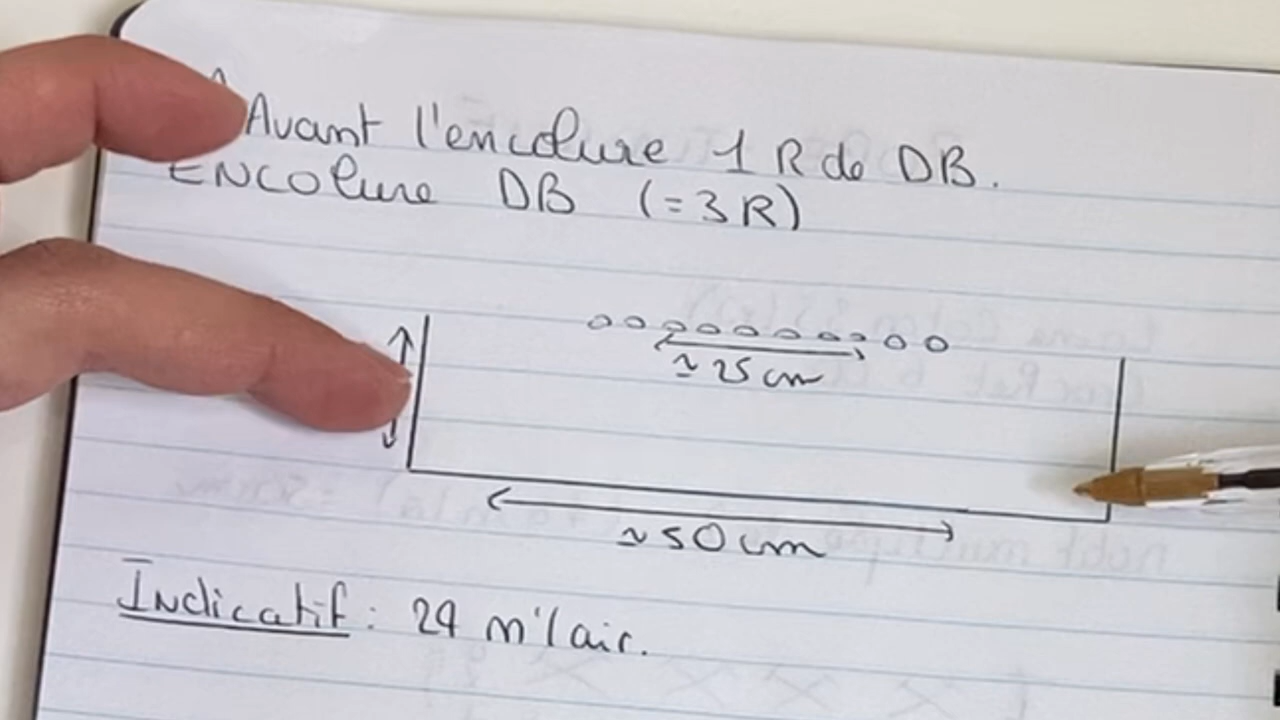 Avant l'encolure 1 R de DB.
ENCOlure DB (=3R)
≈ 25 cm
≈ 50 cm
Indicatif : 29 m'l air.